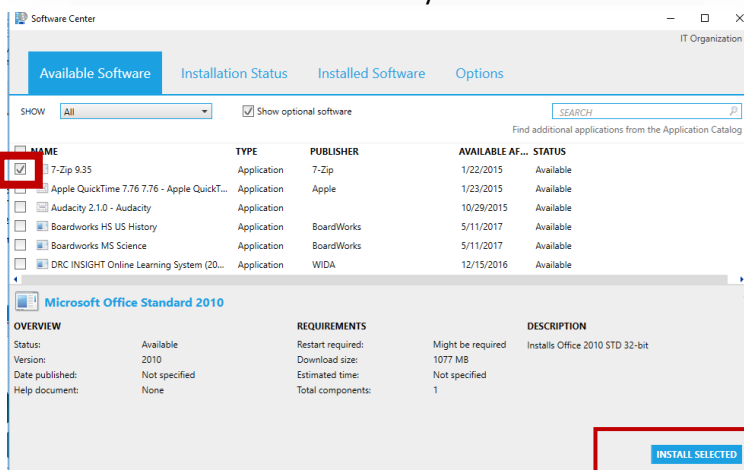 Software Center
IT Organization
Available Software Installation Status Installed Software Options
SHOW All Show optional software SEARCH
Find additional applications from the Application Catalog
NAME TYPE PUBLISHER AVAILABLE AF... STATUS
7-Zip 9.35 Application 7-Zip 1/22/2015 Available
Apple QuickTime 7.76 7.76 - Apple QuickT... Application Apple 1/23/2015 Available
Audacity 2.1.0 - Audacity Application 10/29/2015 Available
Boardworks HS US History Application BoardWorks 5/11/2017 Available
Boardworks MS Science Application BoardWorks 5/11/2017 Available
DRC INSIGHT Online Learning System (20... Application WIDA 12/15/2016 Available
Microsoft Office Standard 2010
OVERVIEW REQUIREMENTS DESCRIPTION
Status: Available Restart required: Might be required Installs Office 2010 STD 32-bit
Version: 2010 Download size: 1077 MB
Date published: Not specified Estimated time: Not specified
Help document: None Total components: 1
INSTALL SELECTED